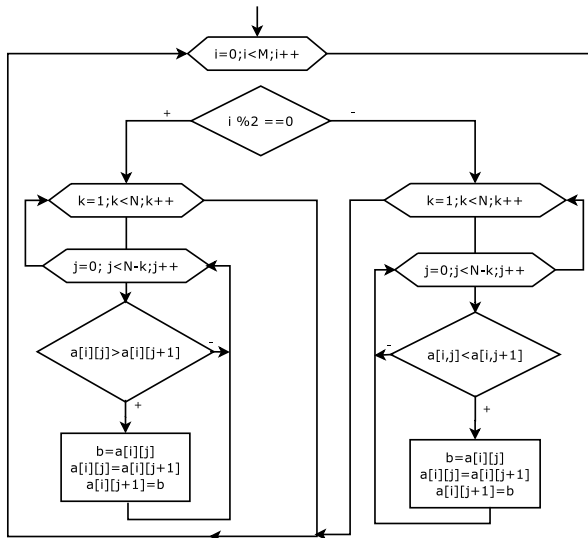 i=0;i<M;i++
+
i %2 ==0
-
k=1;k<N;k++
j=0; j<N-k;j++
a[i][j]>a[i][j+1]
-
+
b=a[i][j]
a[i][j]=a[i][j+1]
a[i][j+1]=b
k=1;k<N;k++
j=0;j<N-k;j++
-
a[i,j]<a[i,j+1]
+
b=a[i][j]
a[i][j]=a[i][j+1]
a[i][j+1]=b